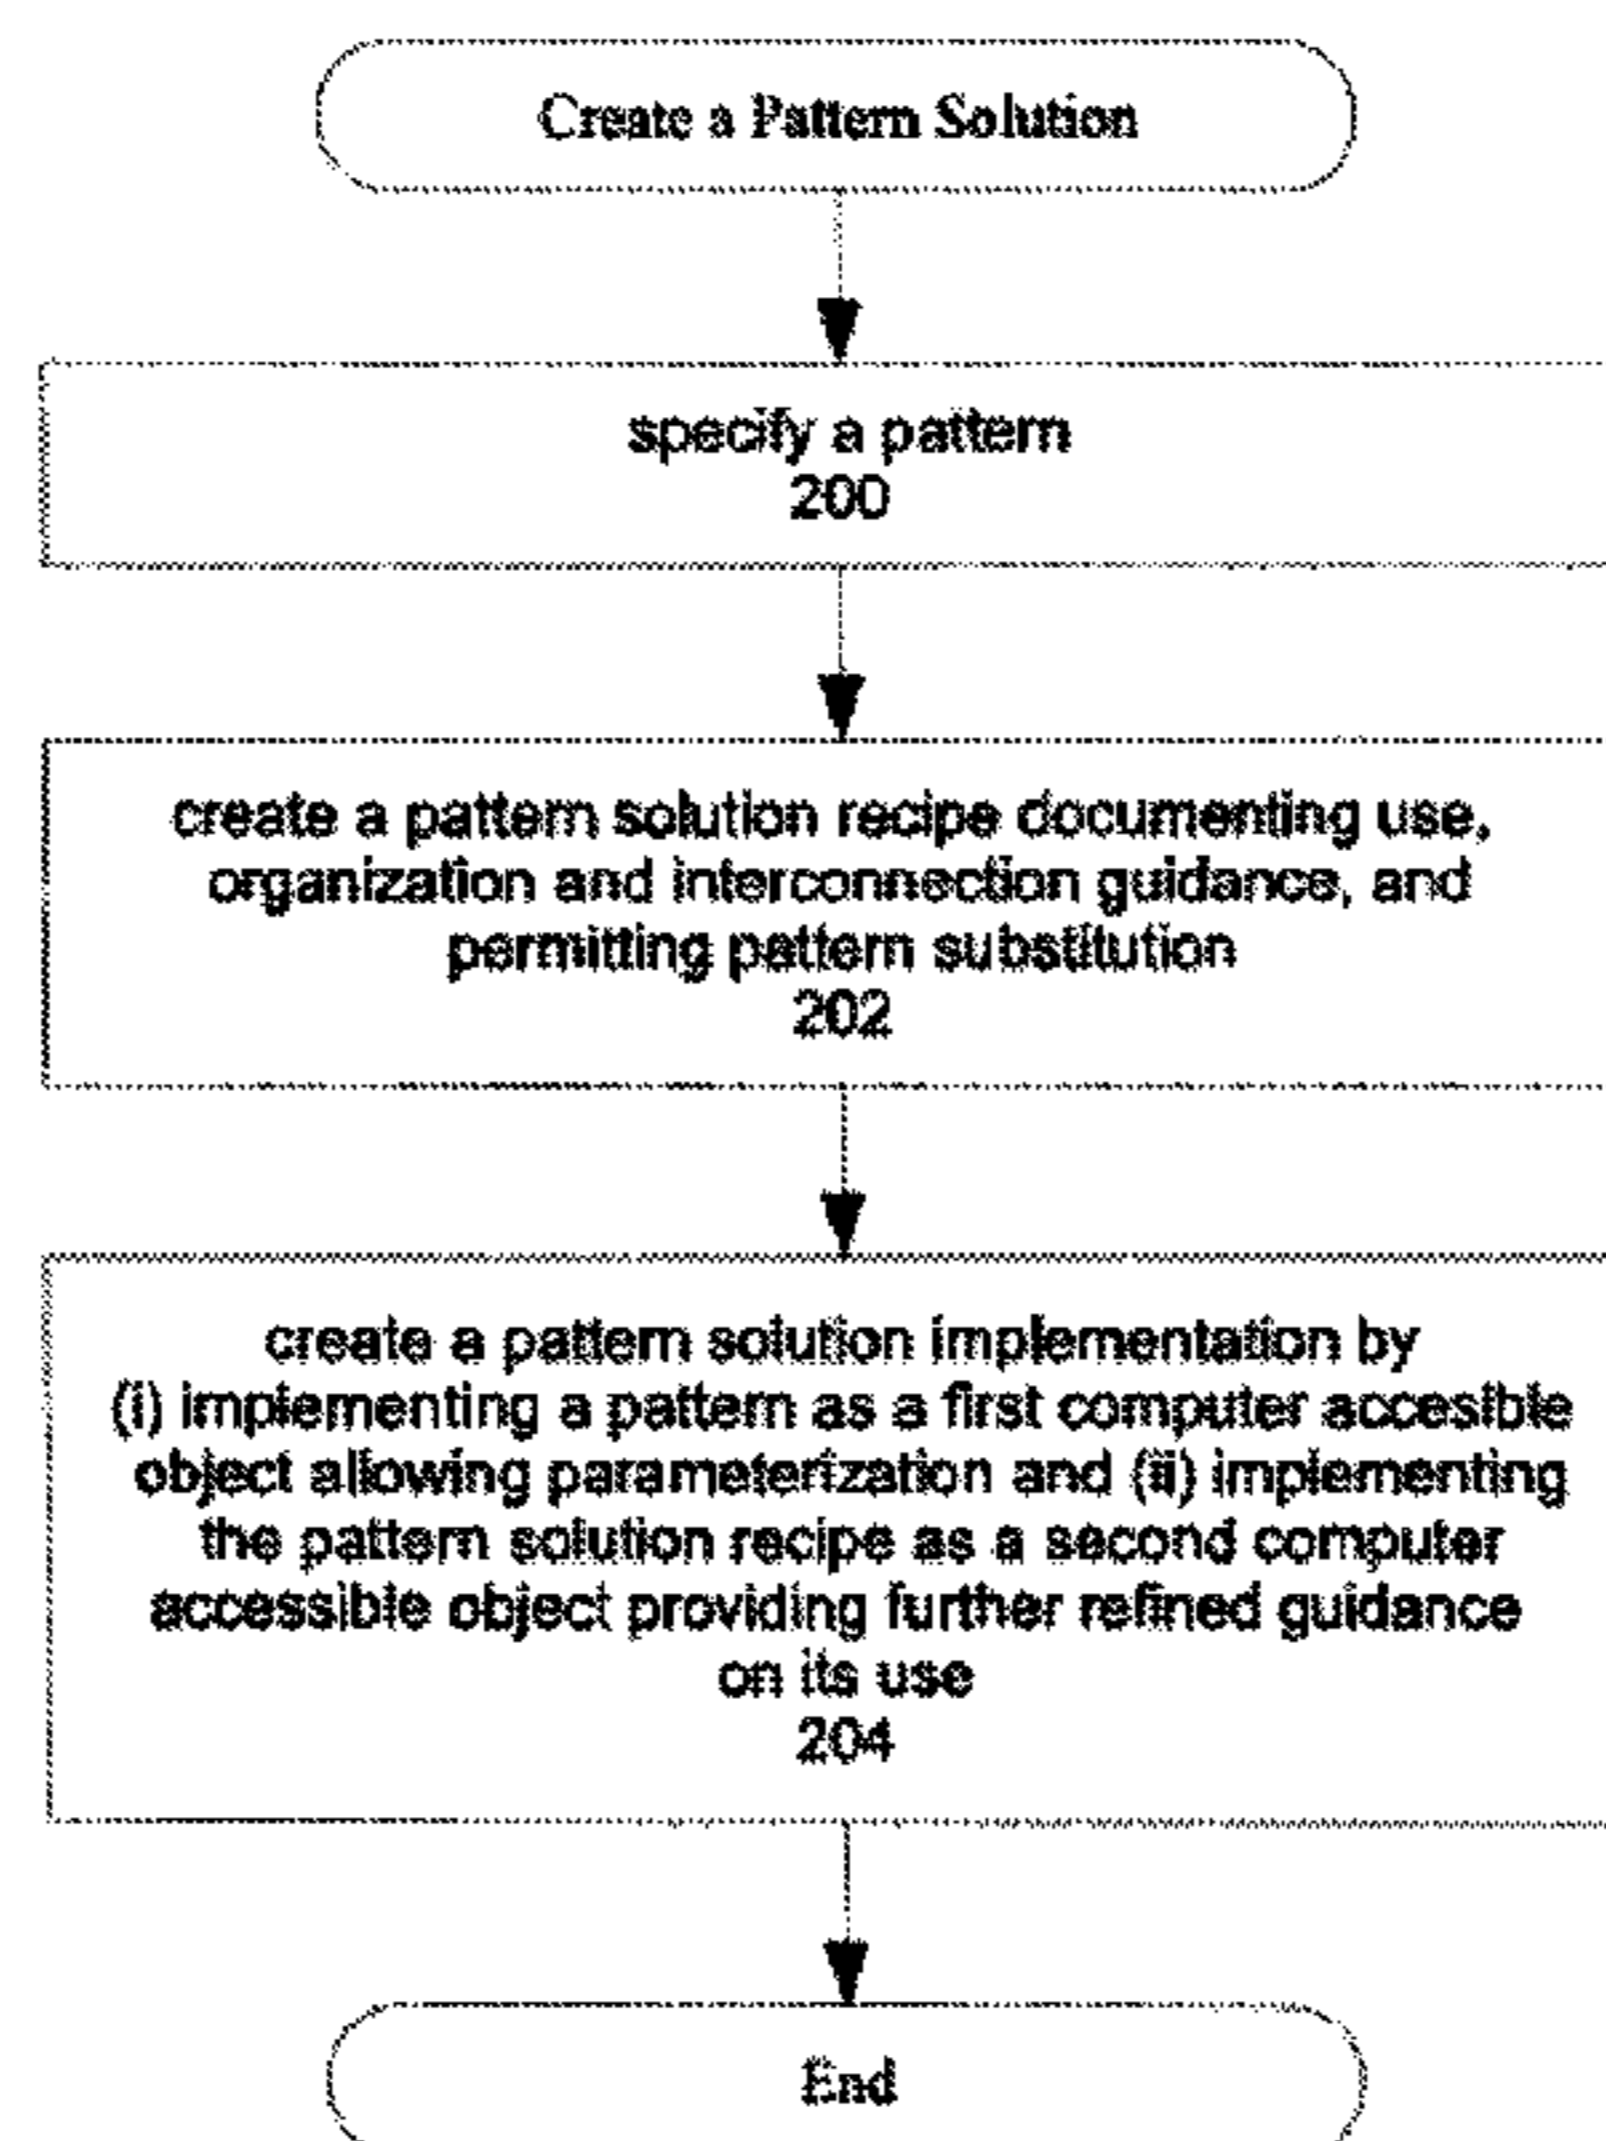 Create a Pattern Solution
specify a pattern
200
create a pattern solution recipe documenting use,
organization and interconnection guidance, and
permitting pattern substitution
202
create a pattern solution implementation by
(i) implementing a pattern as a first computer accesible
object allowing parameterization and (ii) implementing
the pattern solution recipe as a second computer
accessible object providing further refined guidance
on its use
204
End